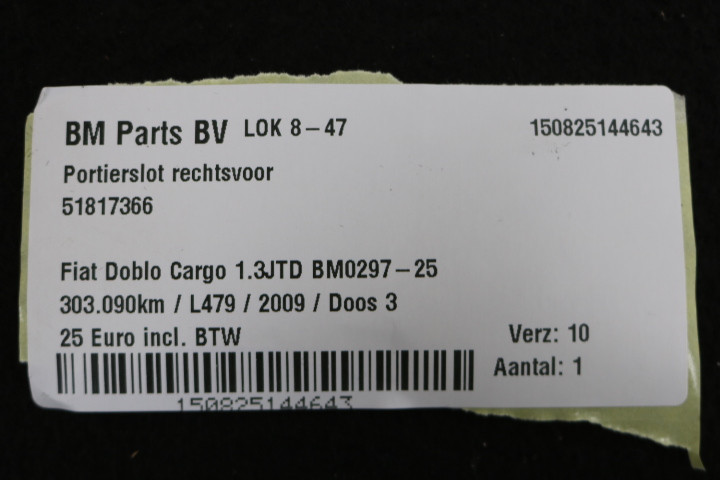 BM Parts BV LOK 8-47 150825144643
Portierslot rechtsvoor
51817366
Fiat Doblo Cargo 1.3JTD BM0297-25
303.090km / L479 / 2009 / Doos 3
25 Euro incl. BTW Verz: 10
Aantal: 1
150825144643